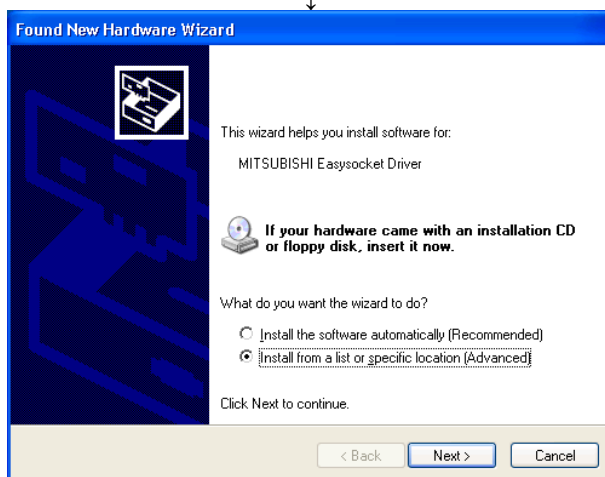 Found New Hardware Wizard
This wizard helps you install software for:
MITSUBISHI Easysocket Driver
If your hardware came with an installation CD
or floppy disk, insert it now.
What do you want the wizard to do?
Install the software automatically (Recommended)
Install from a list or specific location (Advanced)
Click Next to continue.
< Back
Next >
Cancel